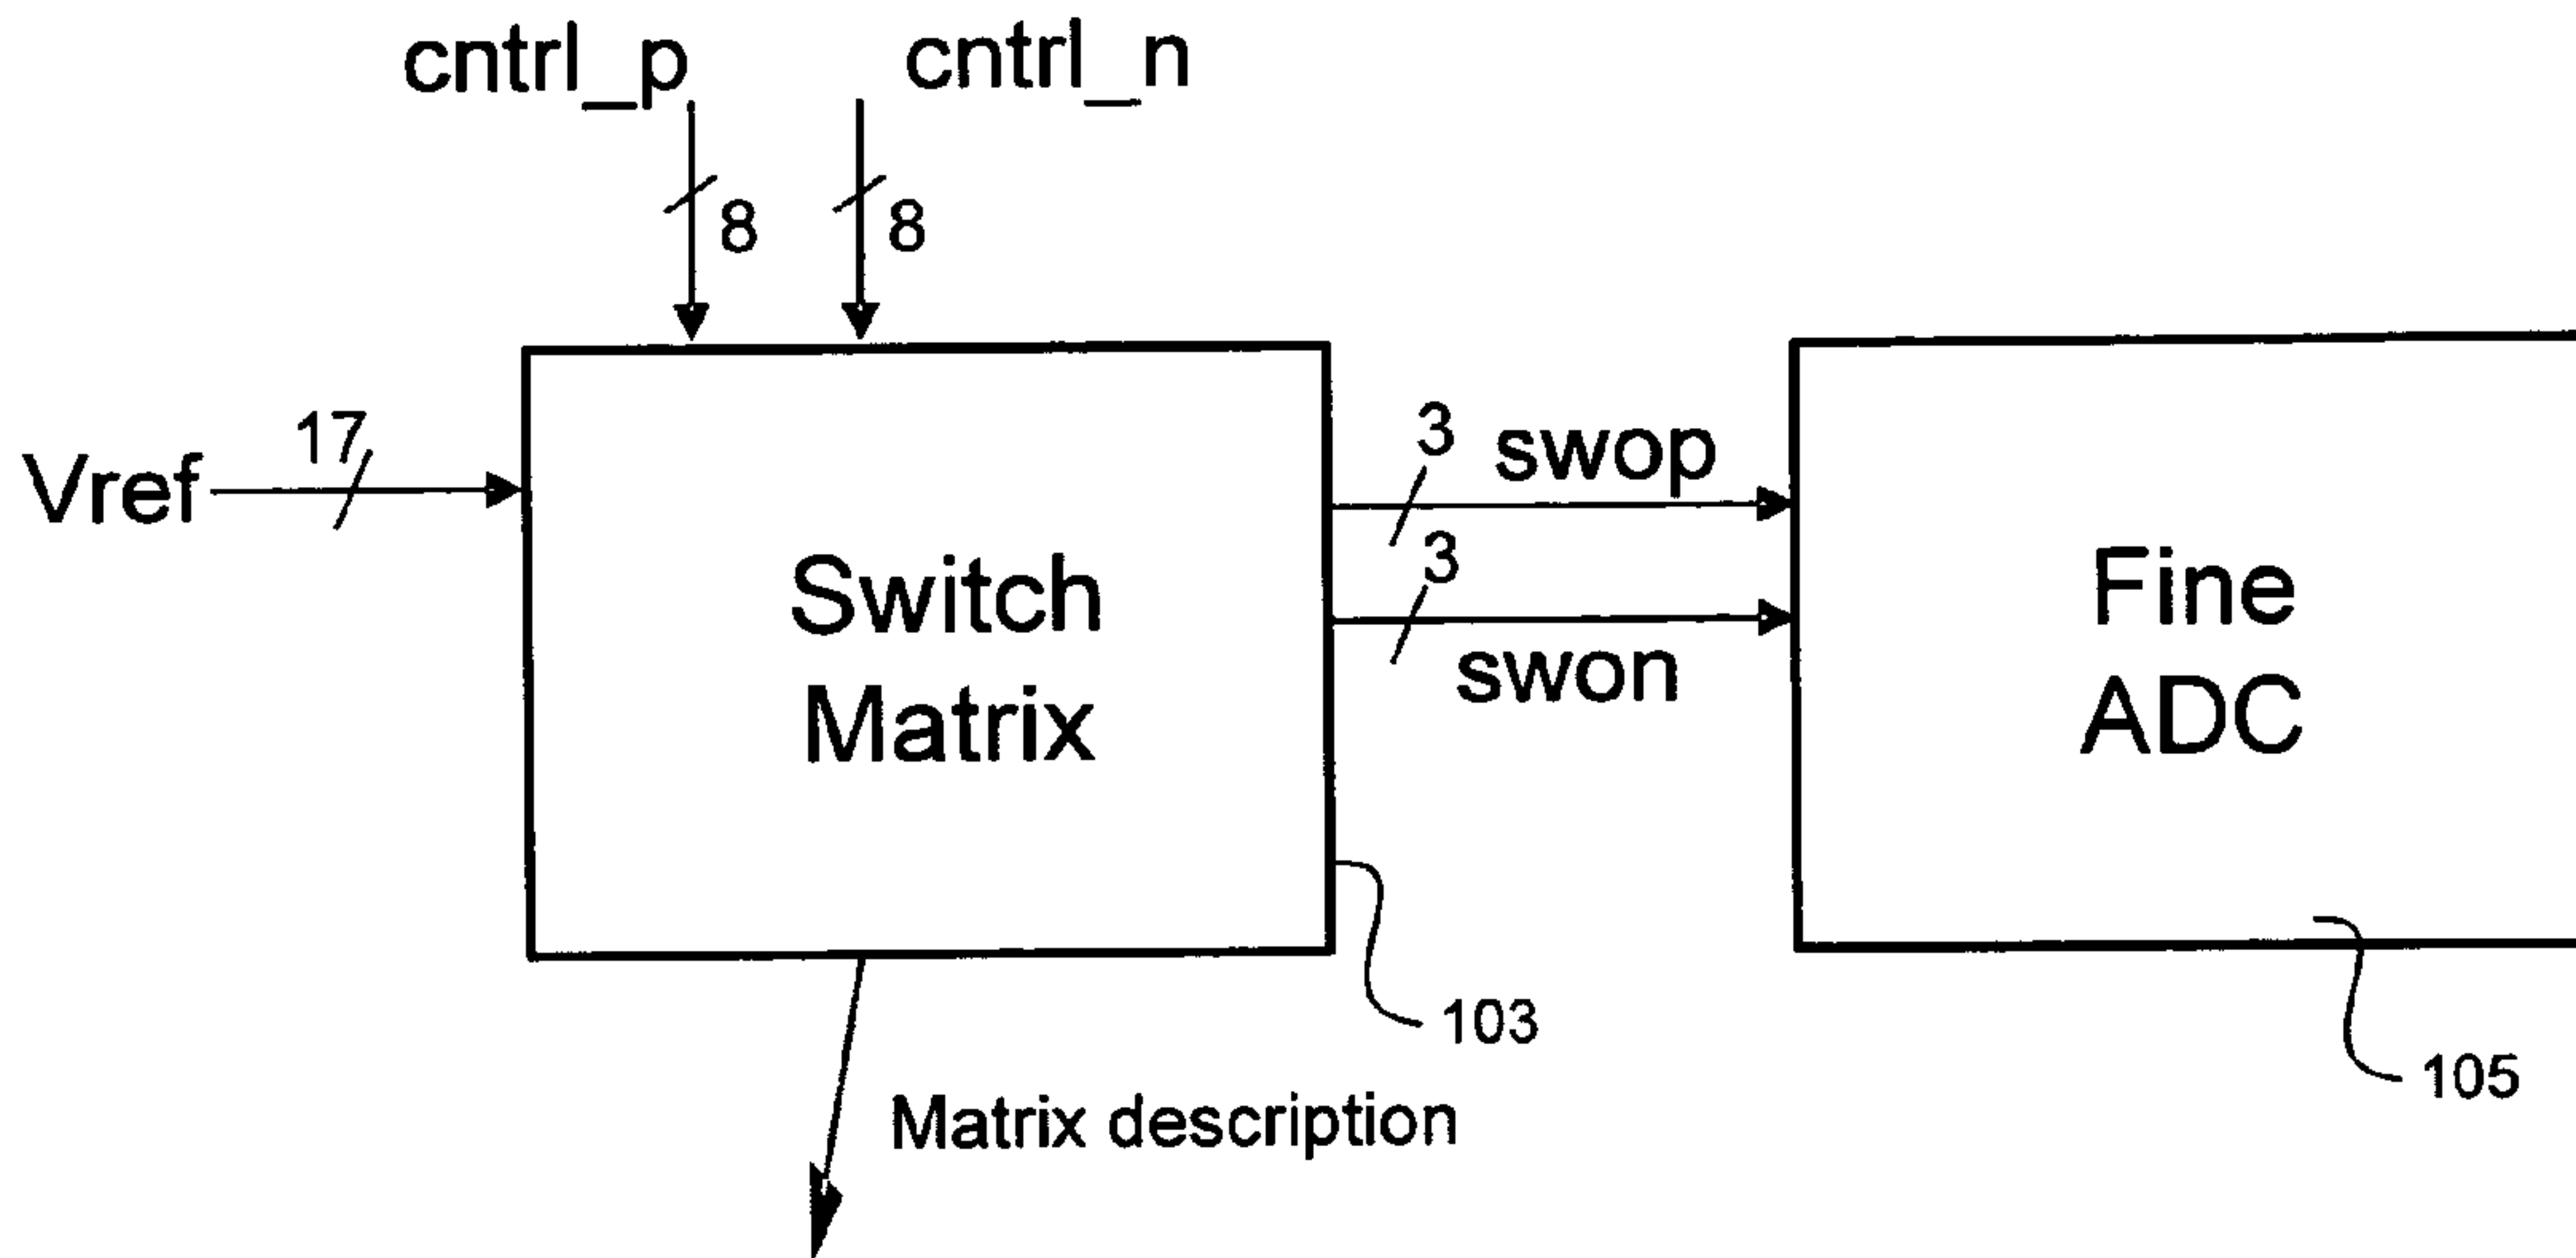 cntrl_p cntrl_n
8 8
17
Vref
3 swop
3
swon
Switch
Matrix
Fine
ADC
103
105
Matrix description